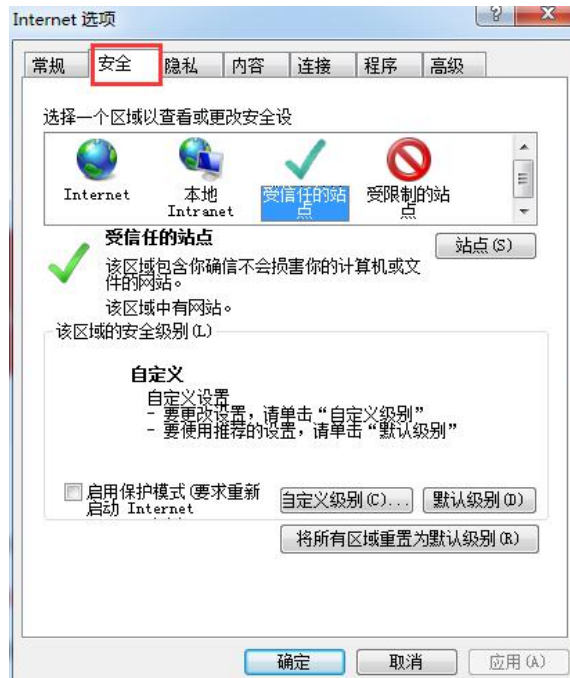 Internet 选项
常规 安全 隐私 内容 连接 程序 高级
选择一个区域以查看或更改安全设
Internet
本地
Intranet
受信任的站
点
受限制的站
点
受信任的站点
站点(S)
该区域包含你确信不会损害你的计算机或文
件的网站。
该区域中有网站。
该区域的安全级别(L)
自定义
自定义设置
- 要更改设置，请单击“自定义级别”
- 要使用推荐的设置，请单击“默认级别”
启用保护模式(要求重新
启动 Internet
自定义级别(C)... 默认级别(D)
将所有区域重置为默认级别(R)
确定 取消 应用(A)